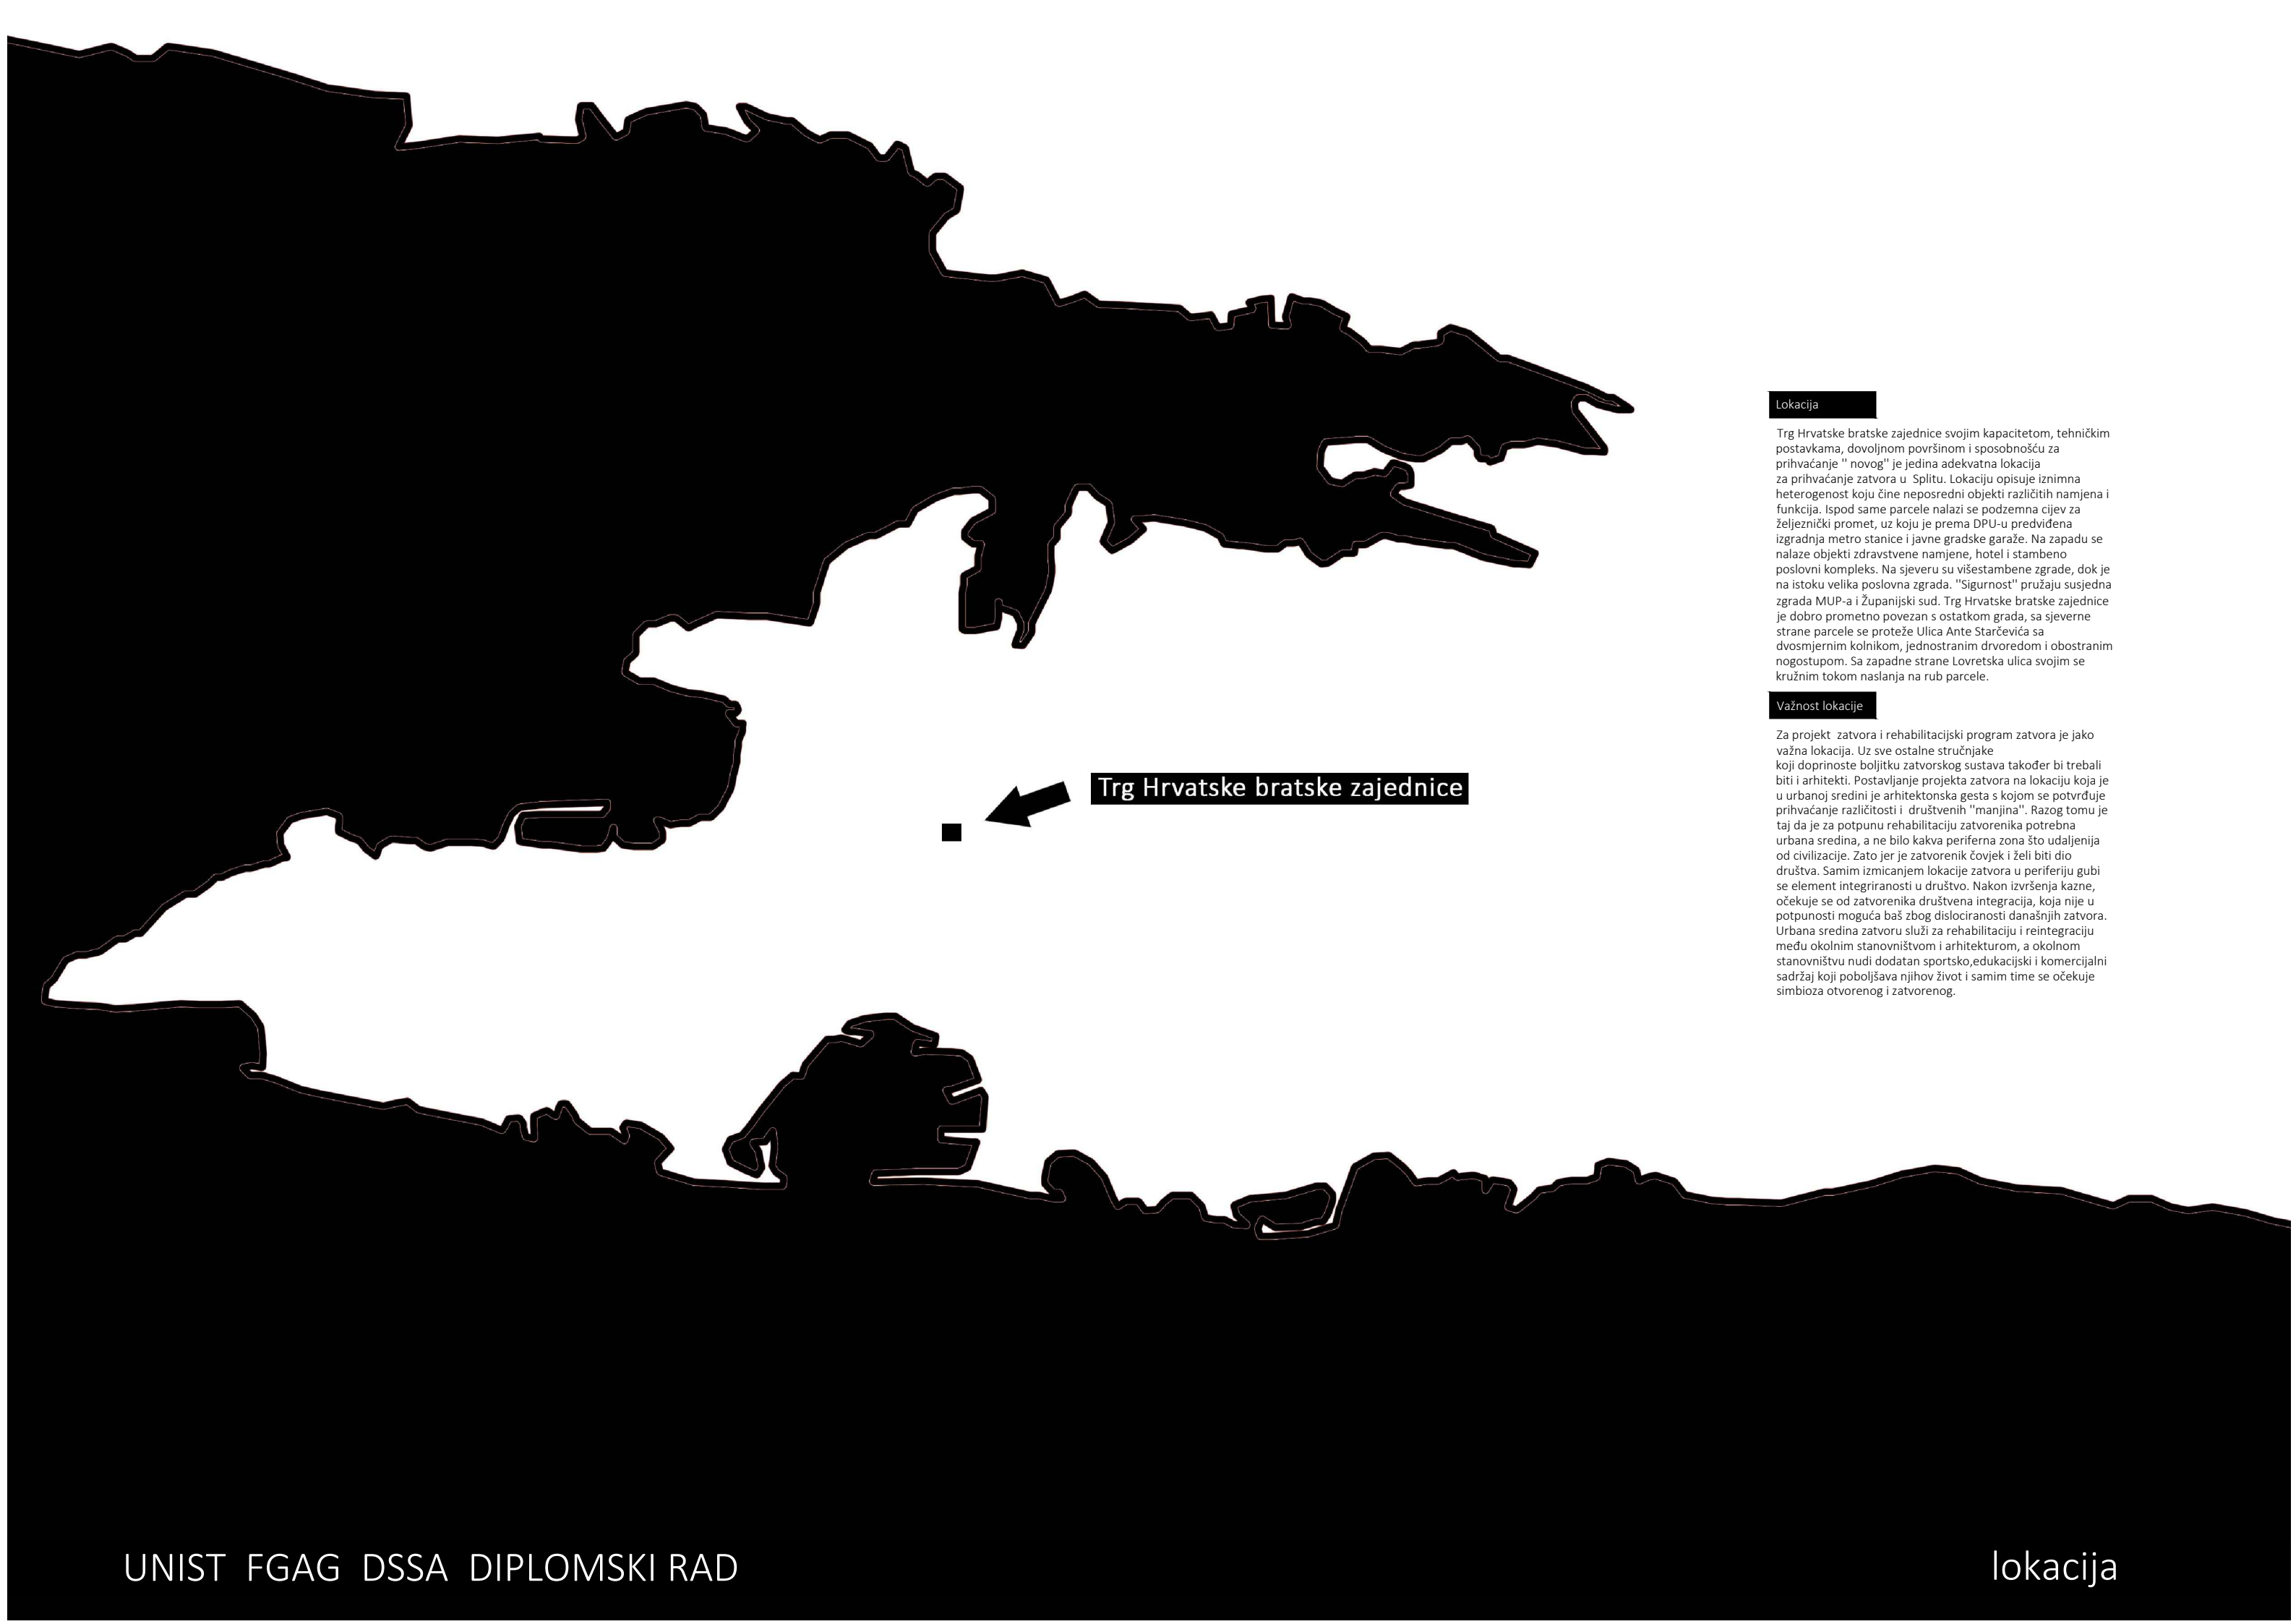 Lokacija
Trg Hrvatske bratske zajednice svojim kapacitetom, tehničkim
postavkama, dovoljnom površinom i sposobnošću za
prihvaćanje '' novog'' je jedina adekvatna lokacija
za prihvaćanje zatvora u  Splitu. Lokaciju opisuje iznimna
heterogenost koju čine neposredni objekti različitih namjena i
funkcija. Ispod same parcele nalazi se podzemna cijev za
željeznički promet, uz koju je prema DPU-u predviđena
izgradnja metro stanice i javne gradske garaže. Na zapadu se
nalaze objekti zdravstvene namjene, hotel i stambeno
poslovni kompleks. Na sjeveru su višestambene zgrade, dok je
na istoku velika poslovna zgrada. ''Sigurnost'' pružaju susjedna
zgrada MUP-a i Županijski sud. Trg Hrvatske bratske zajednice
je dobro prometno povezan s ostatkom grada, sa sjeverne
strane parcele se proteže Ulica Ante Starčevića sa
dvosmjernim kolnikom, jednostranim drvoredom i obostranim
nogostupom. Sa zapadne strane Lovretska ulica svojim se
kružnim tokom naslanja na rub parcele.
Važnost lokacije
Za projekt  zatvora i rehabilitacijski program zatvora je jako
važna lokacija. Uz sve ostale stručnjake
koji doprinoste boljitku zatvorskog sustava također bi trebali
biti i arhitekti. Postavljanje projekta zatvora na lokaciju koja je
u urbanoj sredini je arhitektonska gesta s kojom se potvrđuje
prihvaćanje različitosti i  društvenih ''manjina''. Razog tomu je
taj da je za potpunu rehabilitaciju zatvorenika potrebna
urbana sredina, a ne bilo kakva periferna zona što udaljenija
od civilizacije. Zato jer je zatvorenik čovjek i želi biti dio
društva. Samim izmicanjem lokacije zatvora u periferiju gubi
se element integriranosti u društvo. Nakon izvršenja kazne,
očekuje se od zatvorenika društvena integracija, koja nije u
potpunosti moguća baš zbog dislociranosti današnjih zatvora.
Urbana sredina zatvoru služi za rehabilitaciju i reintegraciju
među okolnim stanovništvom i arhitekturom, a okolnom
stanovništvu nudi dodatan sportsko,edukacijski i komercijalni
sadržaj koji poboljšava njihov život i samim time se očekuje
simbioza otvorenog i zatvorenog.
Trg Hrvatske bratske zajednice
UNIST  FGAG  DSSA  DIPLOMSKI RAD
lokacija